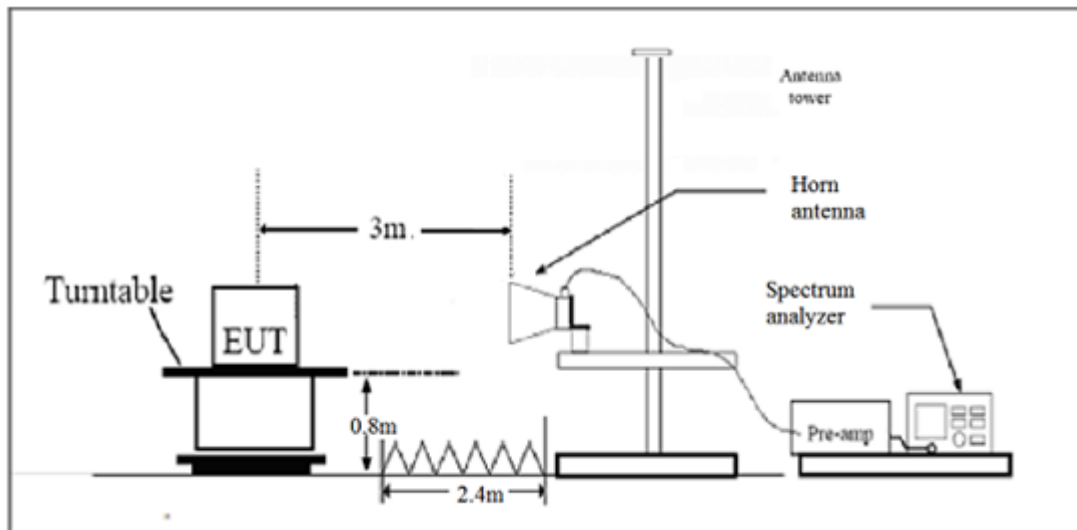 Antenna
tower
Horn
antenna
3m.
Turntable
EUT
Spectrum
analyzer
0.8m
Pre-amp
2.4m